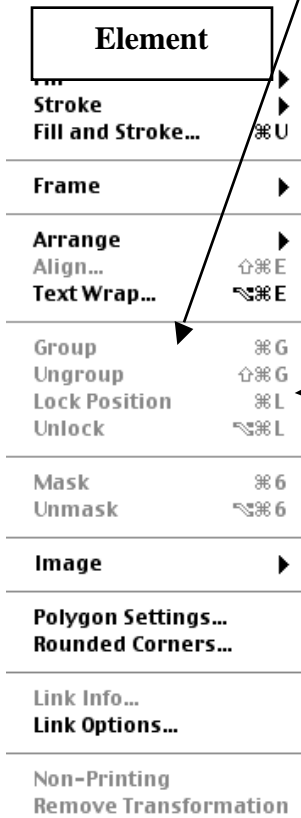 Element
Stroke
Fill and Stroke... ⌘U
Frame
Arrange
Align... ⇧⌘E
Text Wrap... ⌥⌘E
Group ⌘G
Ungroup ⇧⌘G
Lock Position ⌘L
Unlock ⌥⌘L
Mask ⌘6
Unmask ⌥⌘6
Image
Polygon Settings...
Rounded Corners...
Link Info...
Link Options...
Non-Printing
Remove Transformation